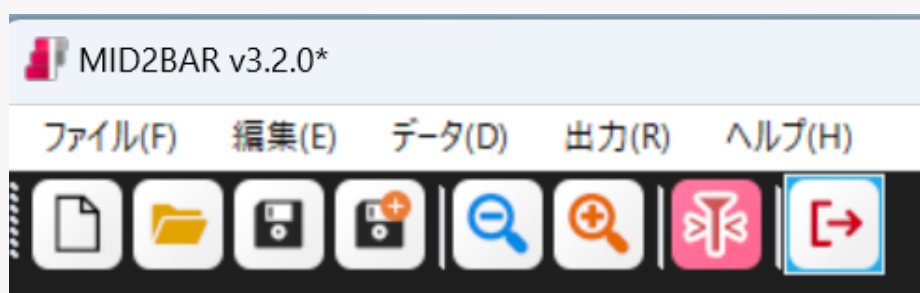 MID2BAR v3.2.0*
ファイル(F) 編集(E) データ(D) 出力(R) ヘルプ(H)